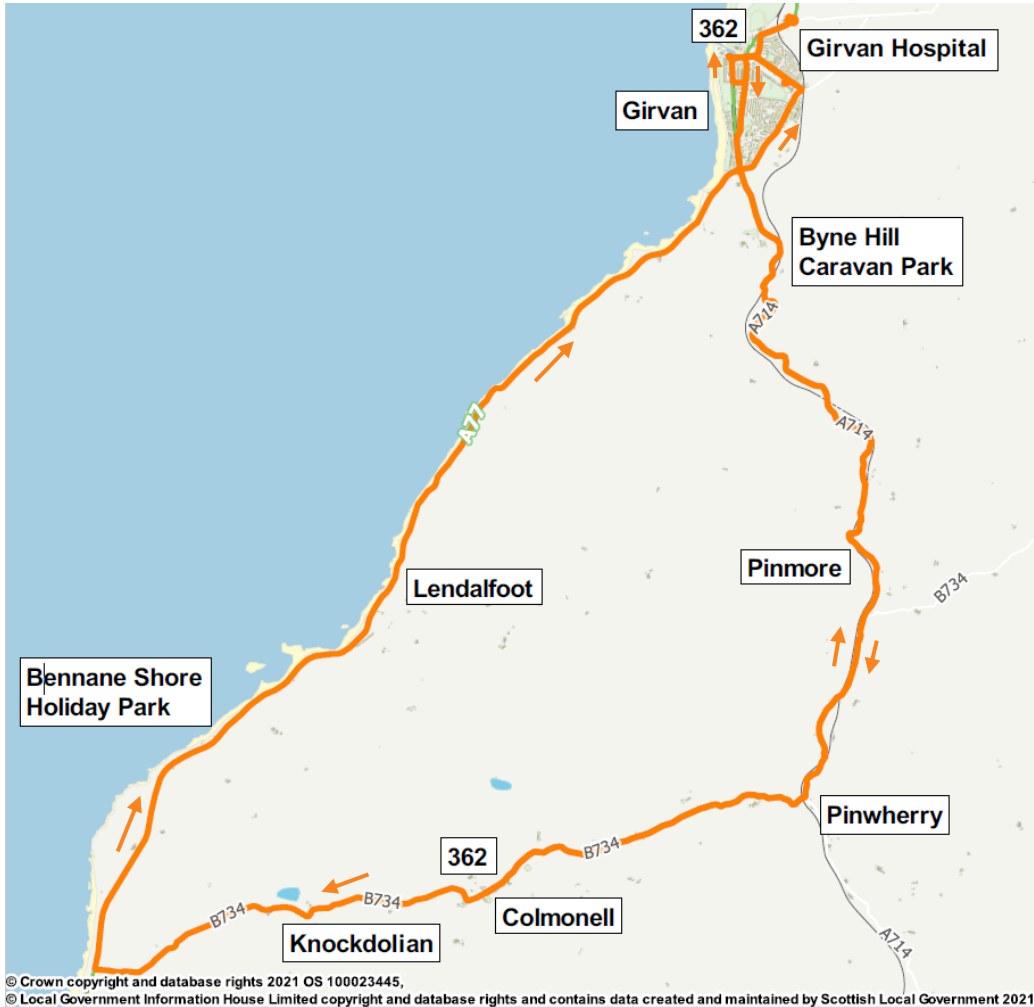 362
Girvan Hospital
Girvan
Byne Hill
Caravan Park
A714
A77
A714
Pinmore
Lendalfoot
B734
Bennane Shore
Holiday Park
Pinwherry
362
B734
B734
Colmonell
B734
Knockdolian
A714
© Crown copyright and database rights 2021 OS 100023445,
© Local Government Information House Limited copyright and database rights and contains data created and maintained by Scottish Local Government 2021